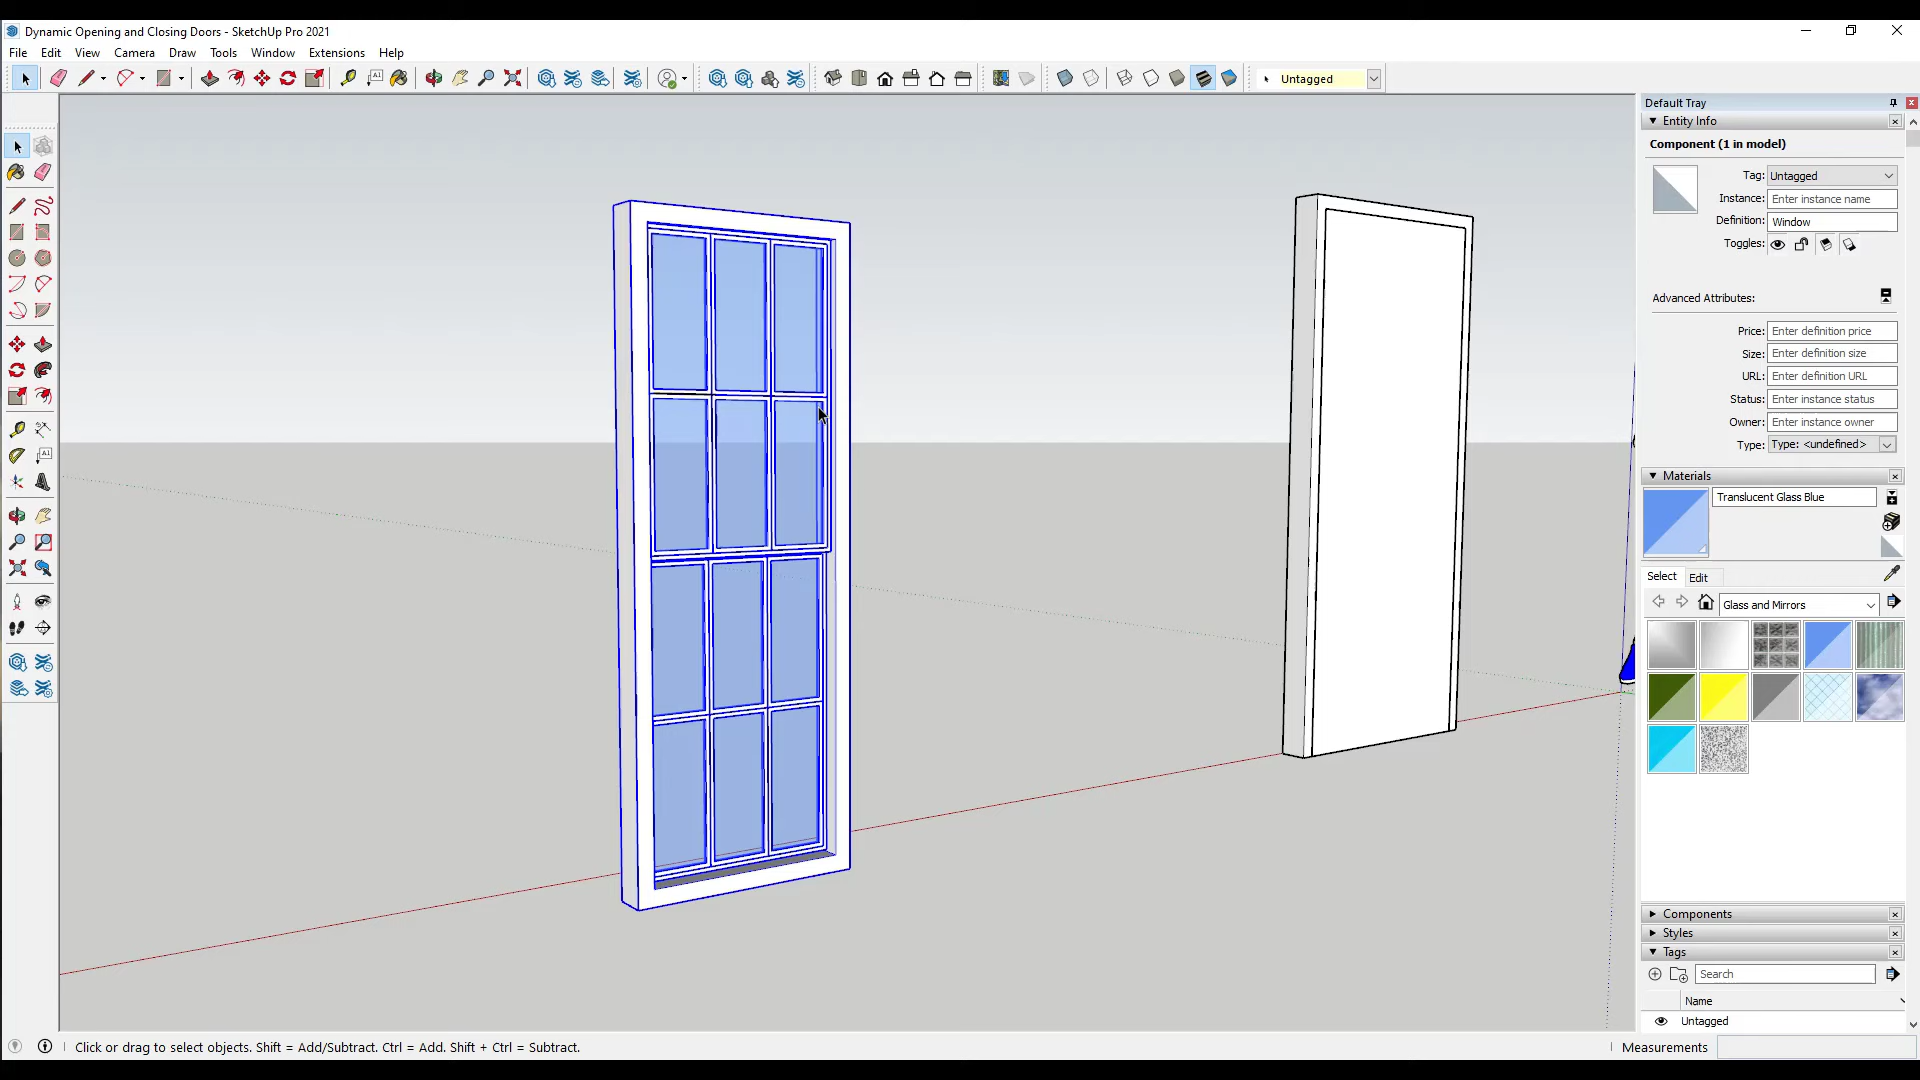 Dynamic Opening and Closing Doors - SketchUp Pro 2021
File Edit View Camera Draw Tools Window Extensions Help
Untagged
Default Tray
Entity Info
Component (1 in model)
Tag: Untagged
Instance: Enter instance name
Definition: Window
Toggles:
Advanced Attributes:
Price: Enter definition price
Size: Enter definition size
URL: Enter definition URL
Status: Enter instance status
Owner: Enter instance owner
Type: Type: <undefined>
Materials
Translucent Glass Blue
Select Edit
Glass and Mirrors
Components
Styles
Tags
Search
Name
Untagged
Click or drag to select objects. Shift = Add/Subtract. Ctrl = Add. Shift + Ctrl = Subtract.
Measurements